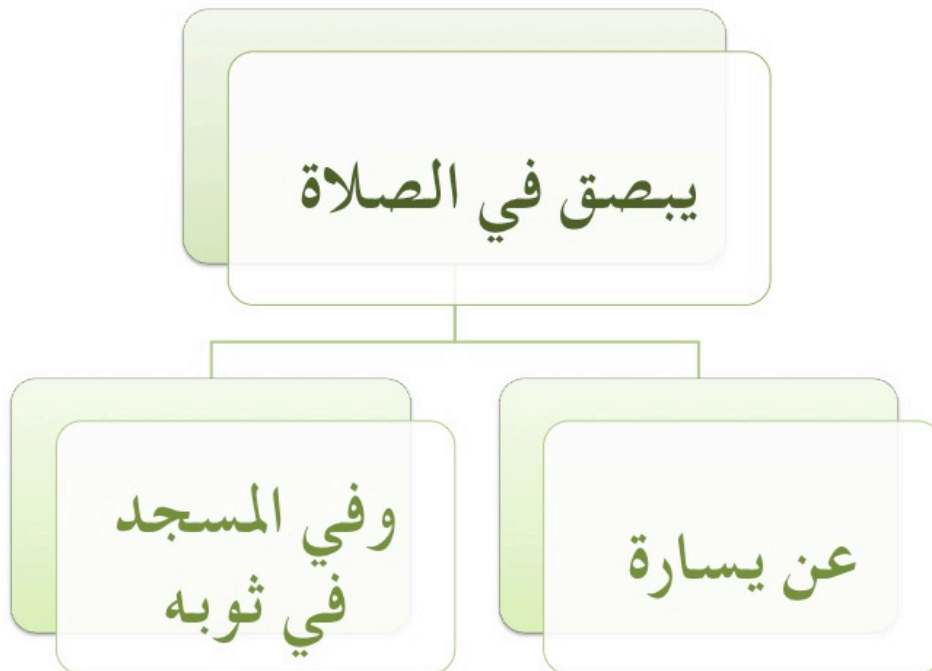 يبصق في الصلاة
عن يسارة
وفي المسجد
في ثوبه